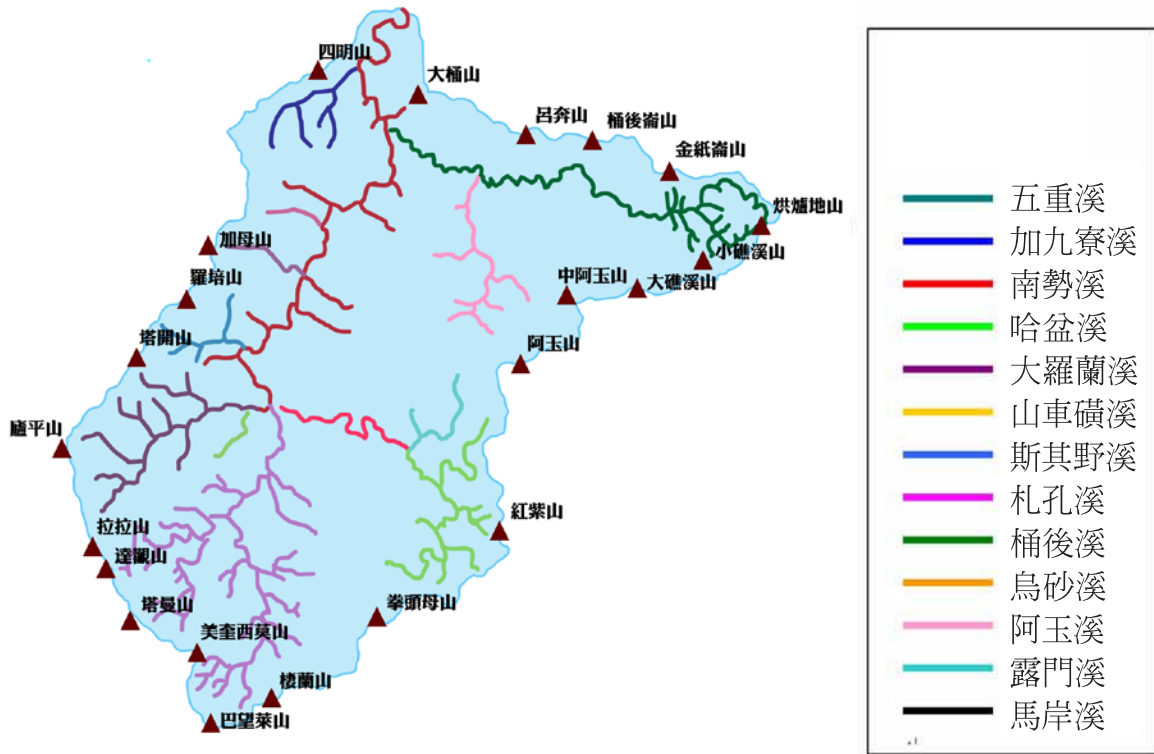 四明山
大桶山
呂奔山
桶後崙山
金紙崙山
烘爐地山
加母山
小礁溪山
中阿玉山
大礁溪山
羅培山
塔開山
阿玉山
廬平山
紅紫山
拉拉山
達觀山
塔曼山
拳頭母山
美奎西莫山
棲蘭山
巴望萊山
五重溪
加九寮溪
南勢溪
哈盆溪
大羅蘭溪
山車礦溪
斯其野溪
札孔溪
桶後溪
烏砂溪
阿玉溪
露門溪
馬岸溪